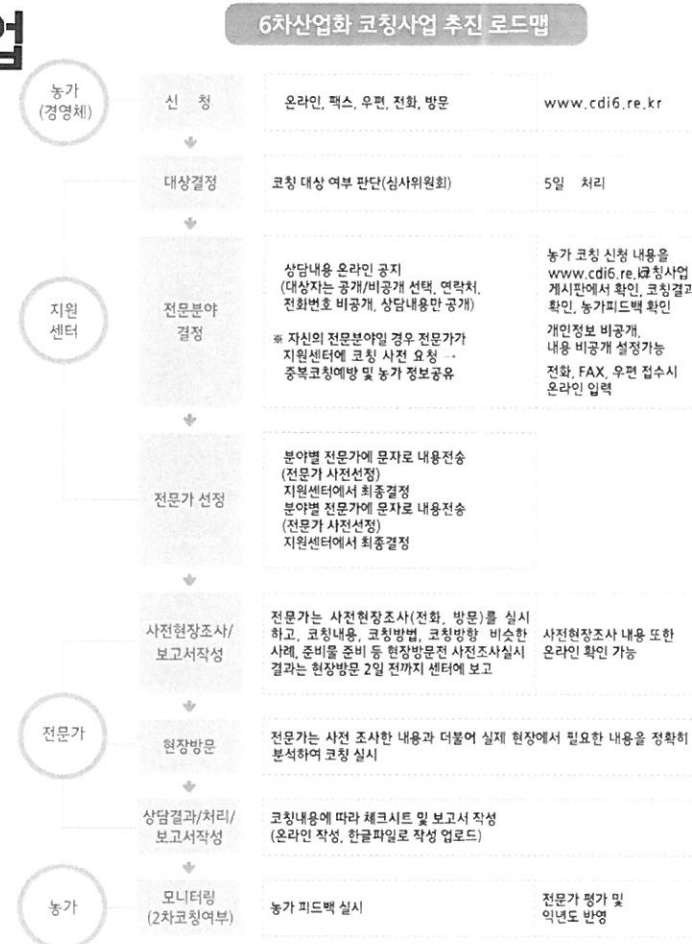 업
6차산업화 코칭사업 추진 로드맵
농가
(경영체)
신 청
온라인, 팩스, 우편, 전화, 방문
www.cdi6.re.kr
지원
센터
대상결정
코칭 대상 여부 판단(심사위원회)
5일 처리
전문분야
결정
상담내용 온라인 공지
(대상자는 공개/비공개 선택, 연락처,
전화번호 비공개, 상담내용만 공개)
※ 자신의 전문분야일 경우 전문가가
지원센터에 코칭 사전 요청 →
중복코칭예방 및 농가 정보공유
농가 코칭 신청 내용을
www.cdi6.re.kr코칭사업
게시판에서 확인, 코칭결과
확인, 농가피드백 확인
개인정보 비공개,
내용 비공개 설정가능
전화, FAX, 우편 접수시
온라인 입력
전문가 선정
분야별 전문가에 문자로 내용전송
(전문가 사전선정)
지원센터에서 최종결정
분야별 전문가에 문자로 내용전송
(전문가 사전선정)
지원센터에서 최종결정
전문가
사전현장조사/
보고서작성
전문가는 사전현장조사(전화, 방문)를 실시
하고, 코칭내용, 코칭방법, 코칭방향 비슷한
사례, 준비물 준비 등 현장방문전 사전조사실시
결과는 현장방문 2일 전까지 센터에 보고
사전현장조사 내용 또한
온라인 확인 가능
현장방문
전문가는 사전 조사한 내용과 더불어 실제 현장에서 필요한 내용을 정확히
분석하여 코칭 실시
상담결과/처리/
보고서작성
코칭내용에 따라 체크시트 및 보고서 작성
(온라인 작성, 한글파일로 작성 업로드)
농가
모니터링
(2차코칭여부)
농가 피드백 실시
전문가 평가 및
익년도 반영